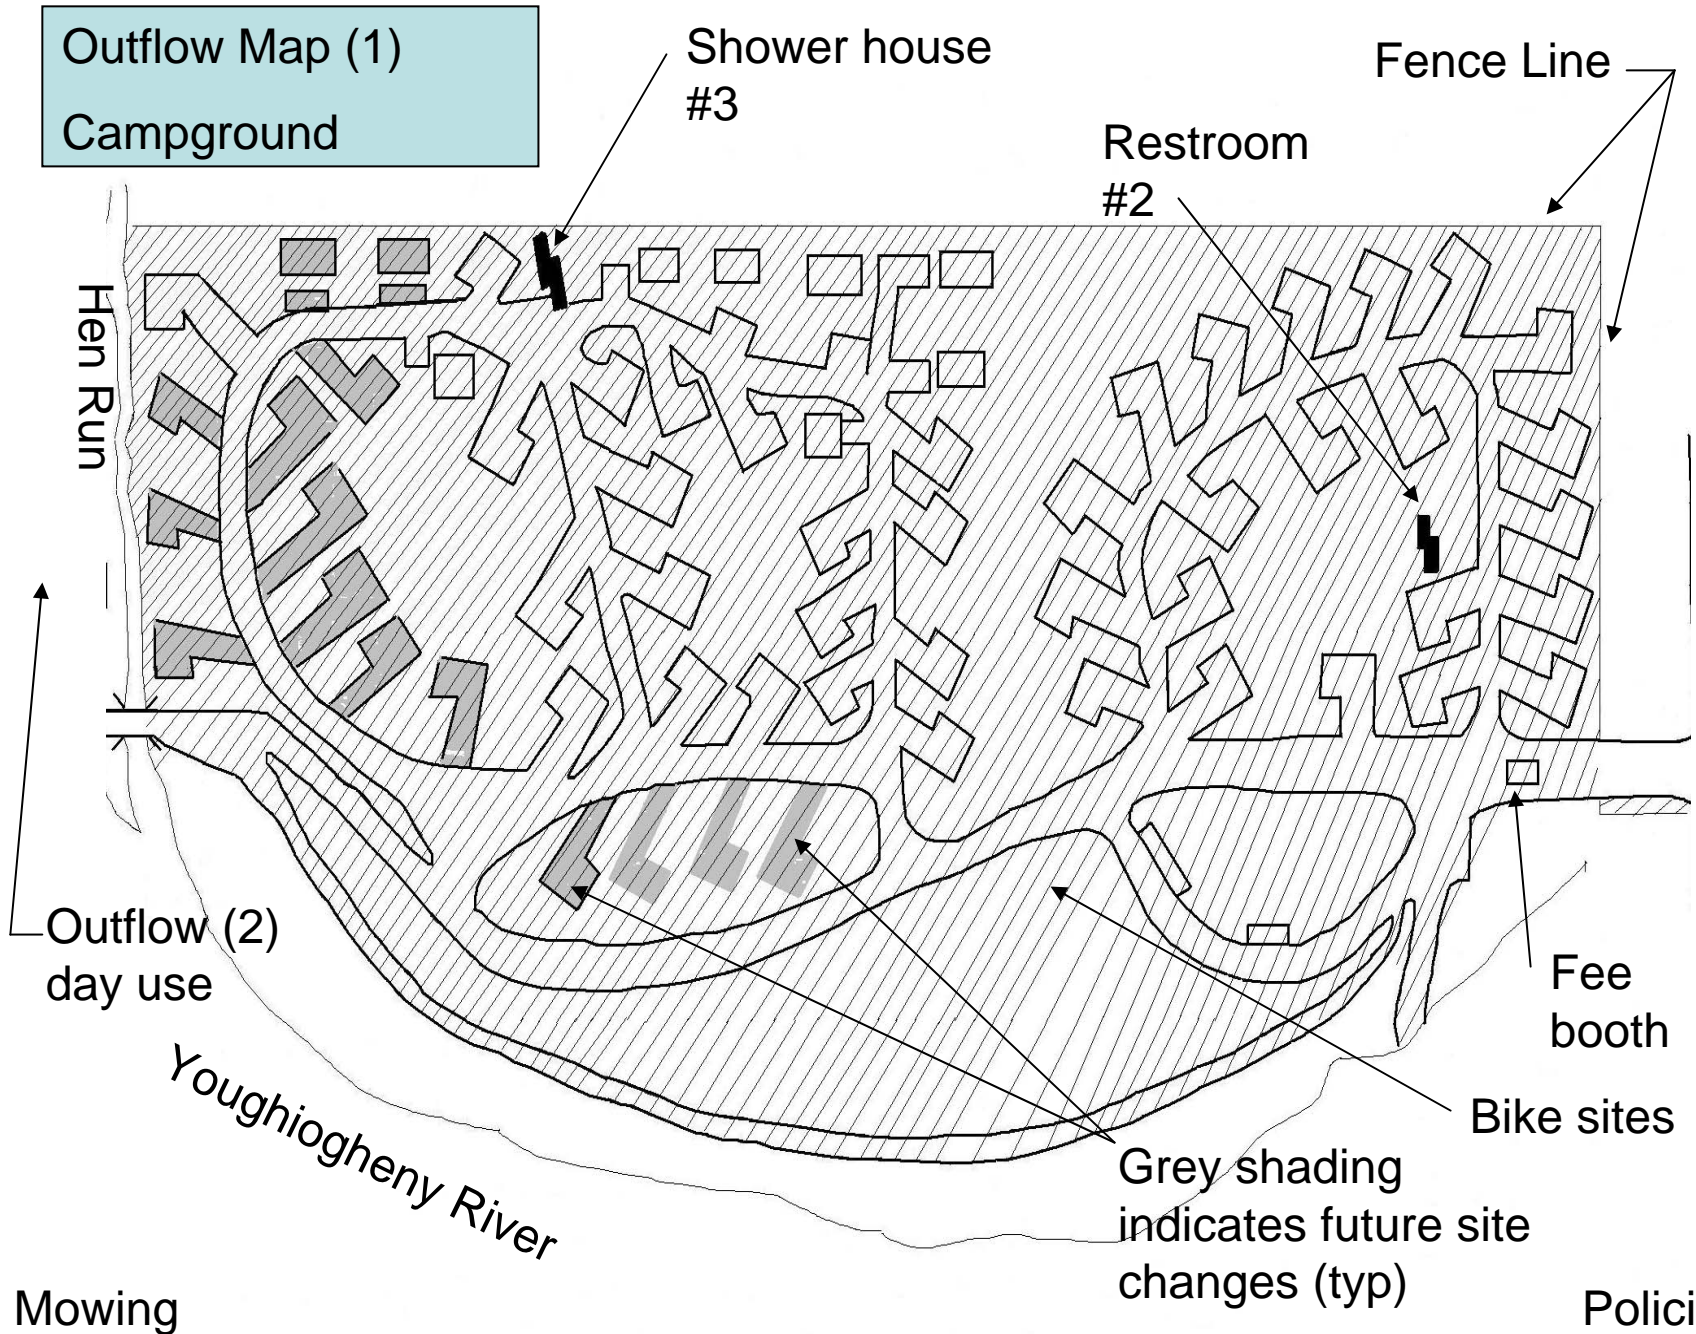 Outflow Map (1)
Campground
Shower house
#3
Fence Line
Restroom
#2
Hen Run
Outflow (2)
day use
Youghiogheny River
Fee
booth
Bike sites
Grey shading
indicates future site
changes (typ)
Mowing
Polici